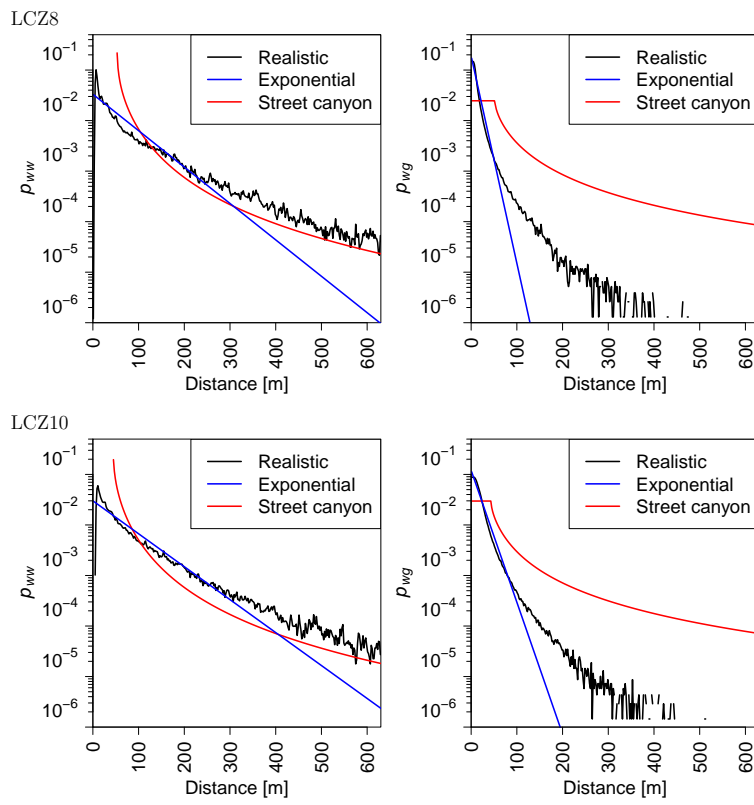 LCZ8
10⁻¹
10⁻²
10⁻³
10⁻⁴
10⁻⁵
10⁻⁶
p_ww
Realistic
Exponential
Street canyon
0 100 200 300 400 500 600
Distance [m]
10⁻¹
10⁻²
10⁻³
10⁻⁴
10⁻⁵
10⁻⁶
p_wg
Realistic
Exponential
Street canyon
0 100 200 300 400 500 600
Distance [m]
LCZ10
10⁻¹
10⁻²
10⁻³
10⁻⁴
10⁻⁵
10⁻⁶
p_ww
Realistic
Exponential
Street canyon
0 100 200 300 400 500 600
Distance [m]
10⁻¹
10⁻²
10⁻³
10⁻⁴
10⁻⁵
10⁻⁶
p_wg
Realistic
Exponential
Street canyon
0 100 200 300 400 500 600
Distance [m]